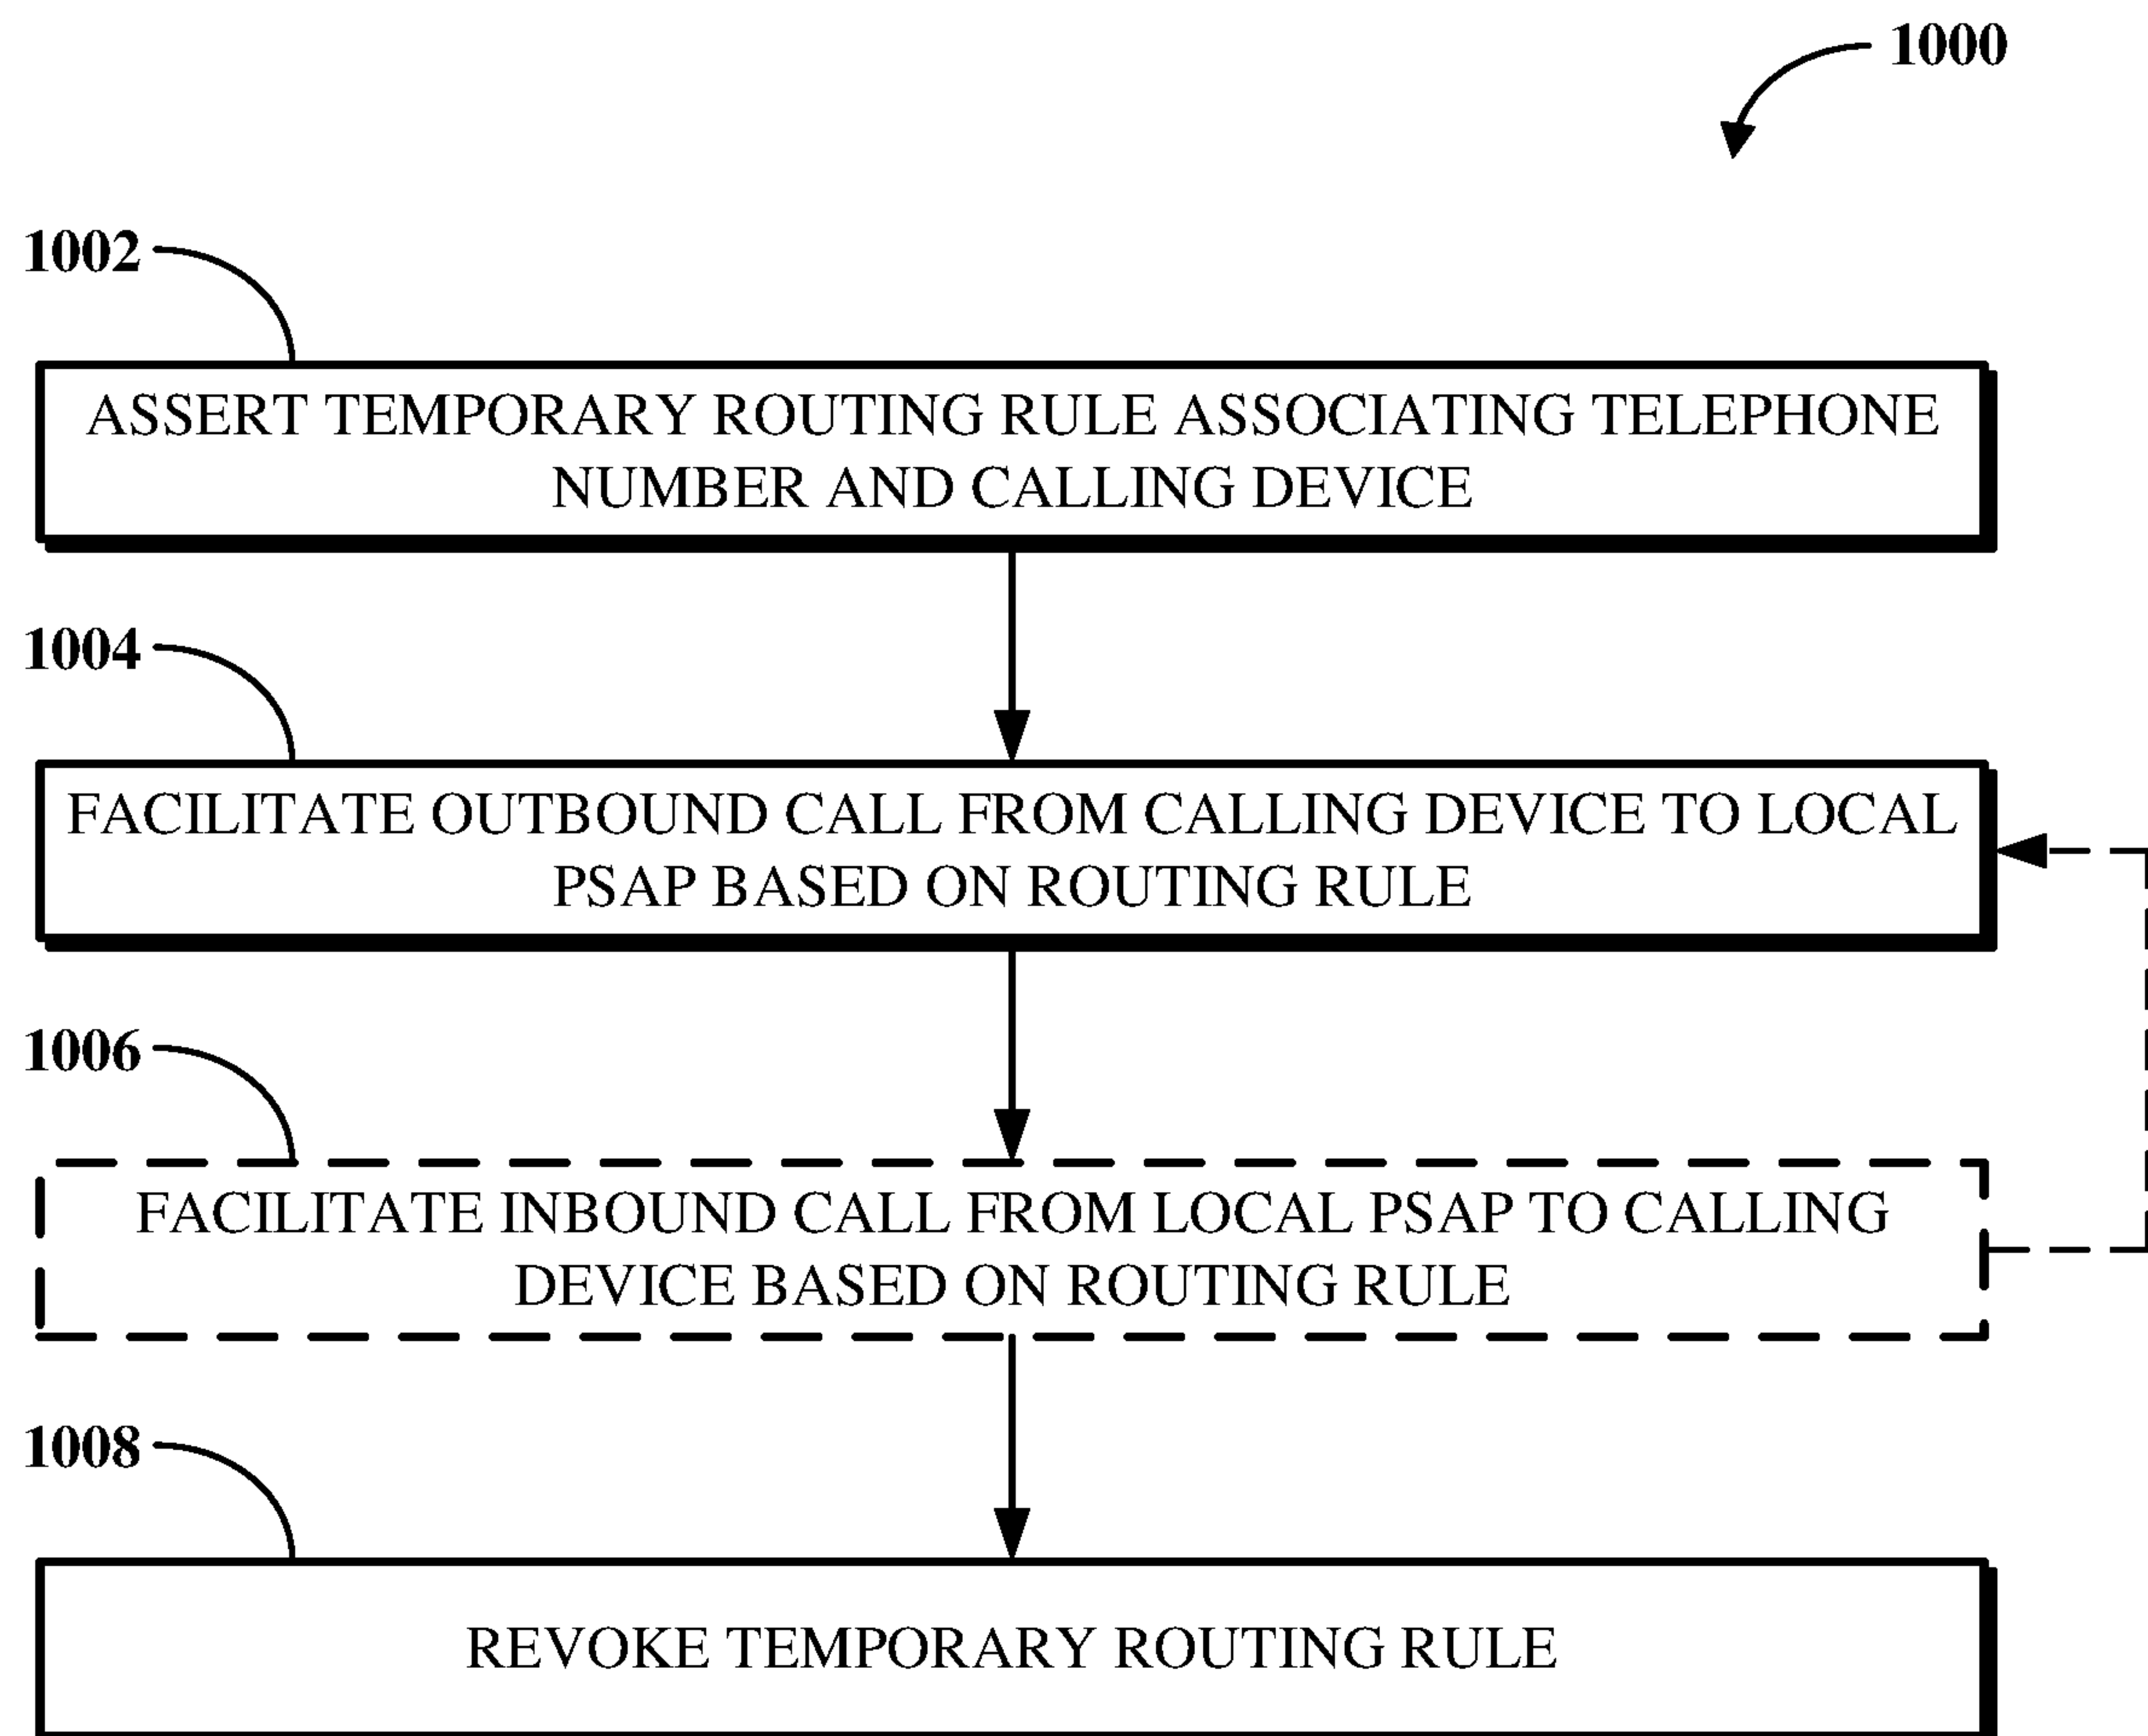 1000
1002
ASSERT TEMPORARY ROUTING RULE ASSOCIATING TELEPHONE
NUMBER AND CALLING DEVICE
1004
FACILITATE OUTBOUND CALL FROM CALLING DEVICE TO LOCAL
PSAP BASED ON ROUTING RULE
1006
FACILITATE INBOUND CALL FROM LOCAL PSAP TO CALLING
DEVICE BASED ON ROUTING RULE
1008
REVOKE TEMPORARY ROUTING RULE